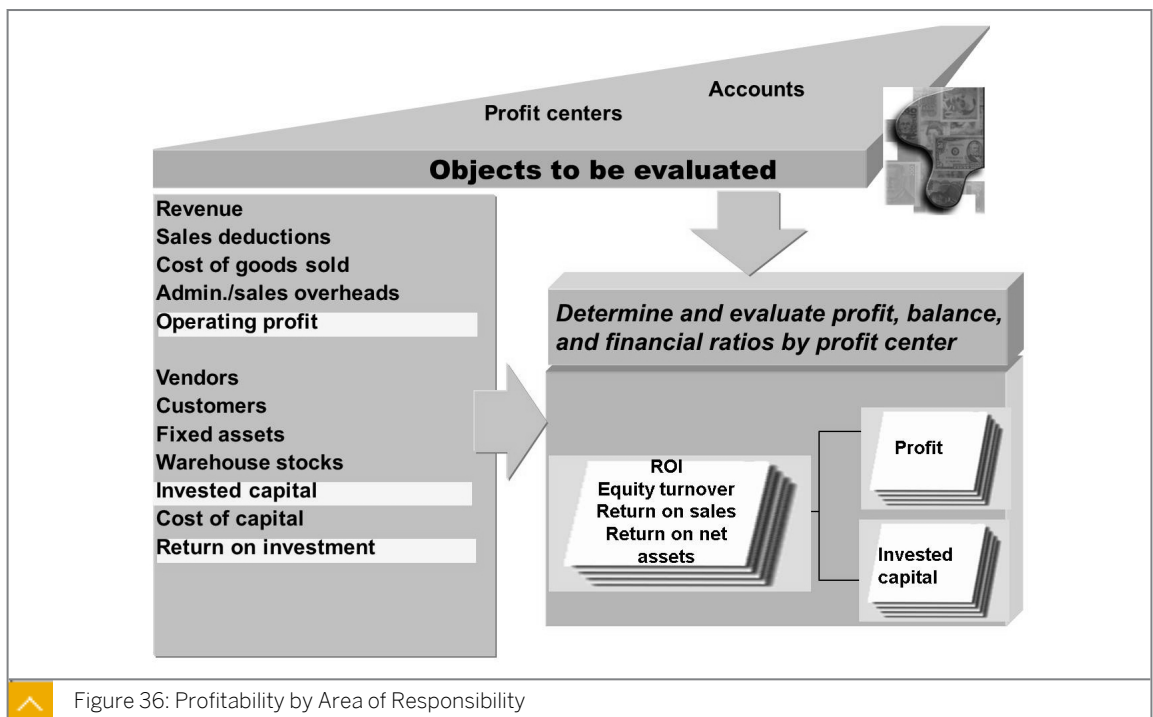 Accounts
Profit centers
Objects to be evaluated
Revenue
Sales deductions
Cost of goods sold
Admin./sales overheads
Operating profit
Vendors
Customers
Fixed assets
Warehouse stocks
Invested capital
Cost of capital
Return on investment
Determine and evaluate profit, balance,
and financial ratios by profit center
ROI
Equity turnover
Return on sales
Return on net
assets
Profit
Invested
capital
Figure 36: Profitability by Area of Responsibility